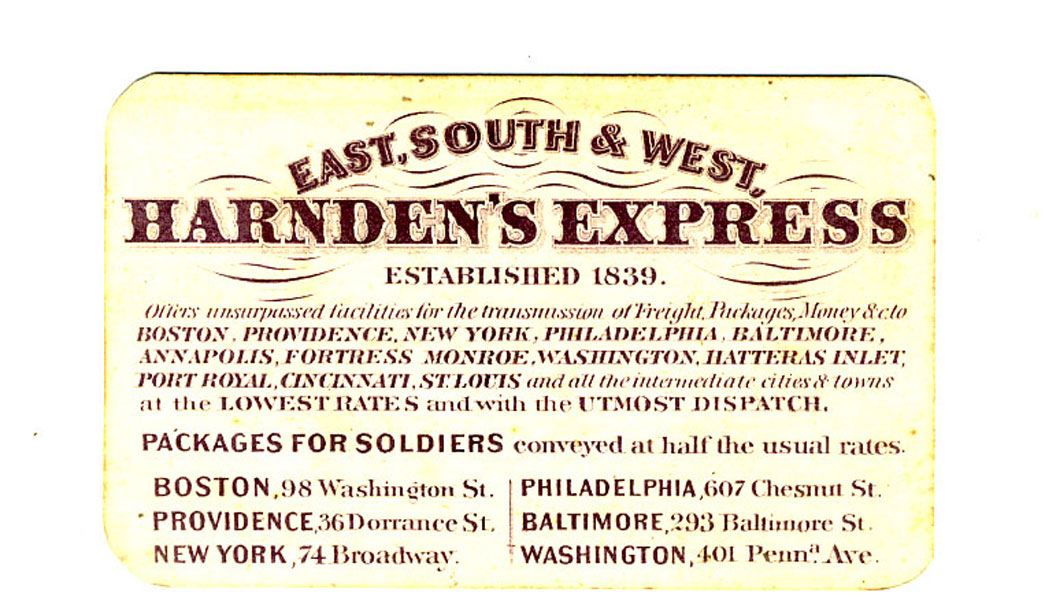 EAST, SOUTH & WEST,
HARNDEN'S EXPRESS
ESTABLISHED 1839.
Offers unsurpassed facilities for the transmission of Freight, Packages, Money &c. to
BOSTON, PROVIDENCE, NEW YORK, PHILADELPHIA, BALTIMORE,
ANNAPOLIS, FORTRESS MONROE, WASHINGTON, HATTERAS INLET,
PORT ROYAL, CINCINNATI, ST. LOUIS and all the intermediate cities & towns
at the LOWEST RATES and with the UTMOST DISPATCH.
PACKAGES FOR SOLDIERS conveyed at half the usual rates.
BOSTON, 98 Washington St.
PROVIDENCE, 36 Dorrance St.
NEW YORK, 74 Broadway.
PHILADELPHIA, 607 Chesnut St.
BALTIMORE, 293 Baltimore St.
WASHINGTON, 401 Pennª Ave.